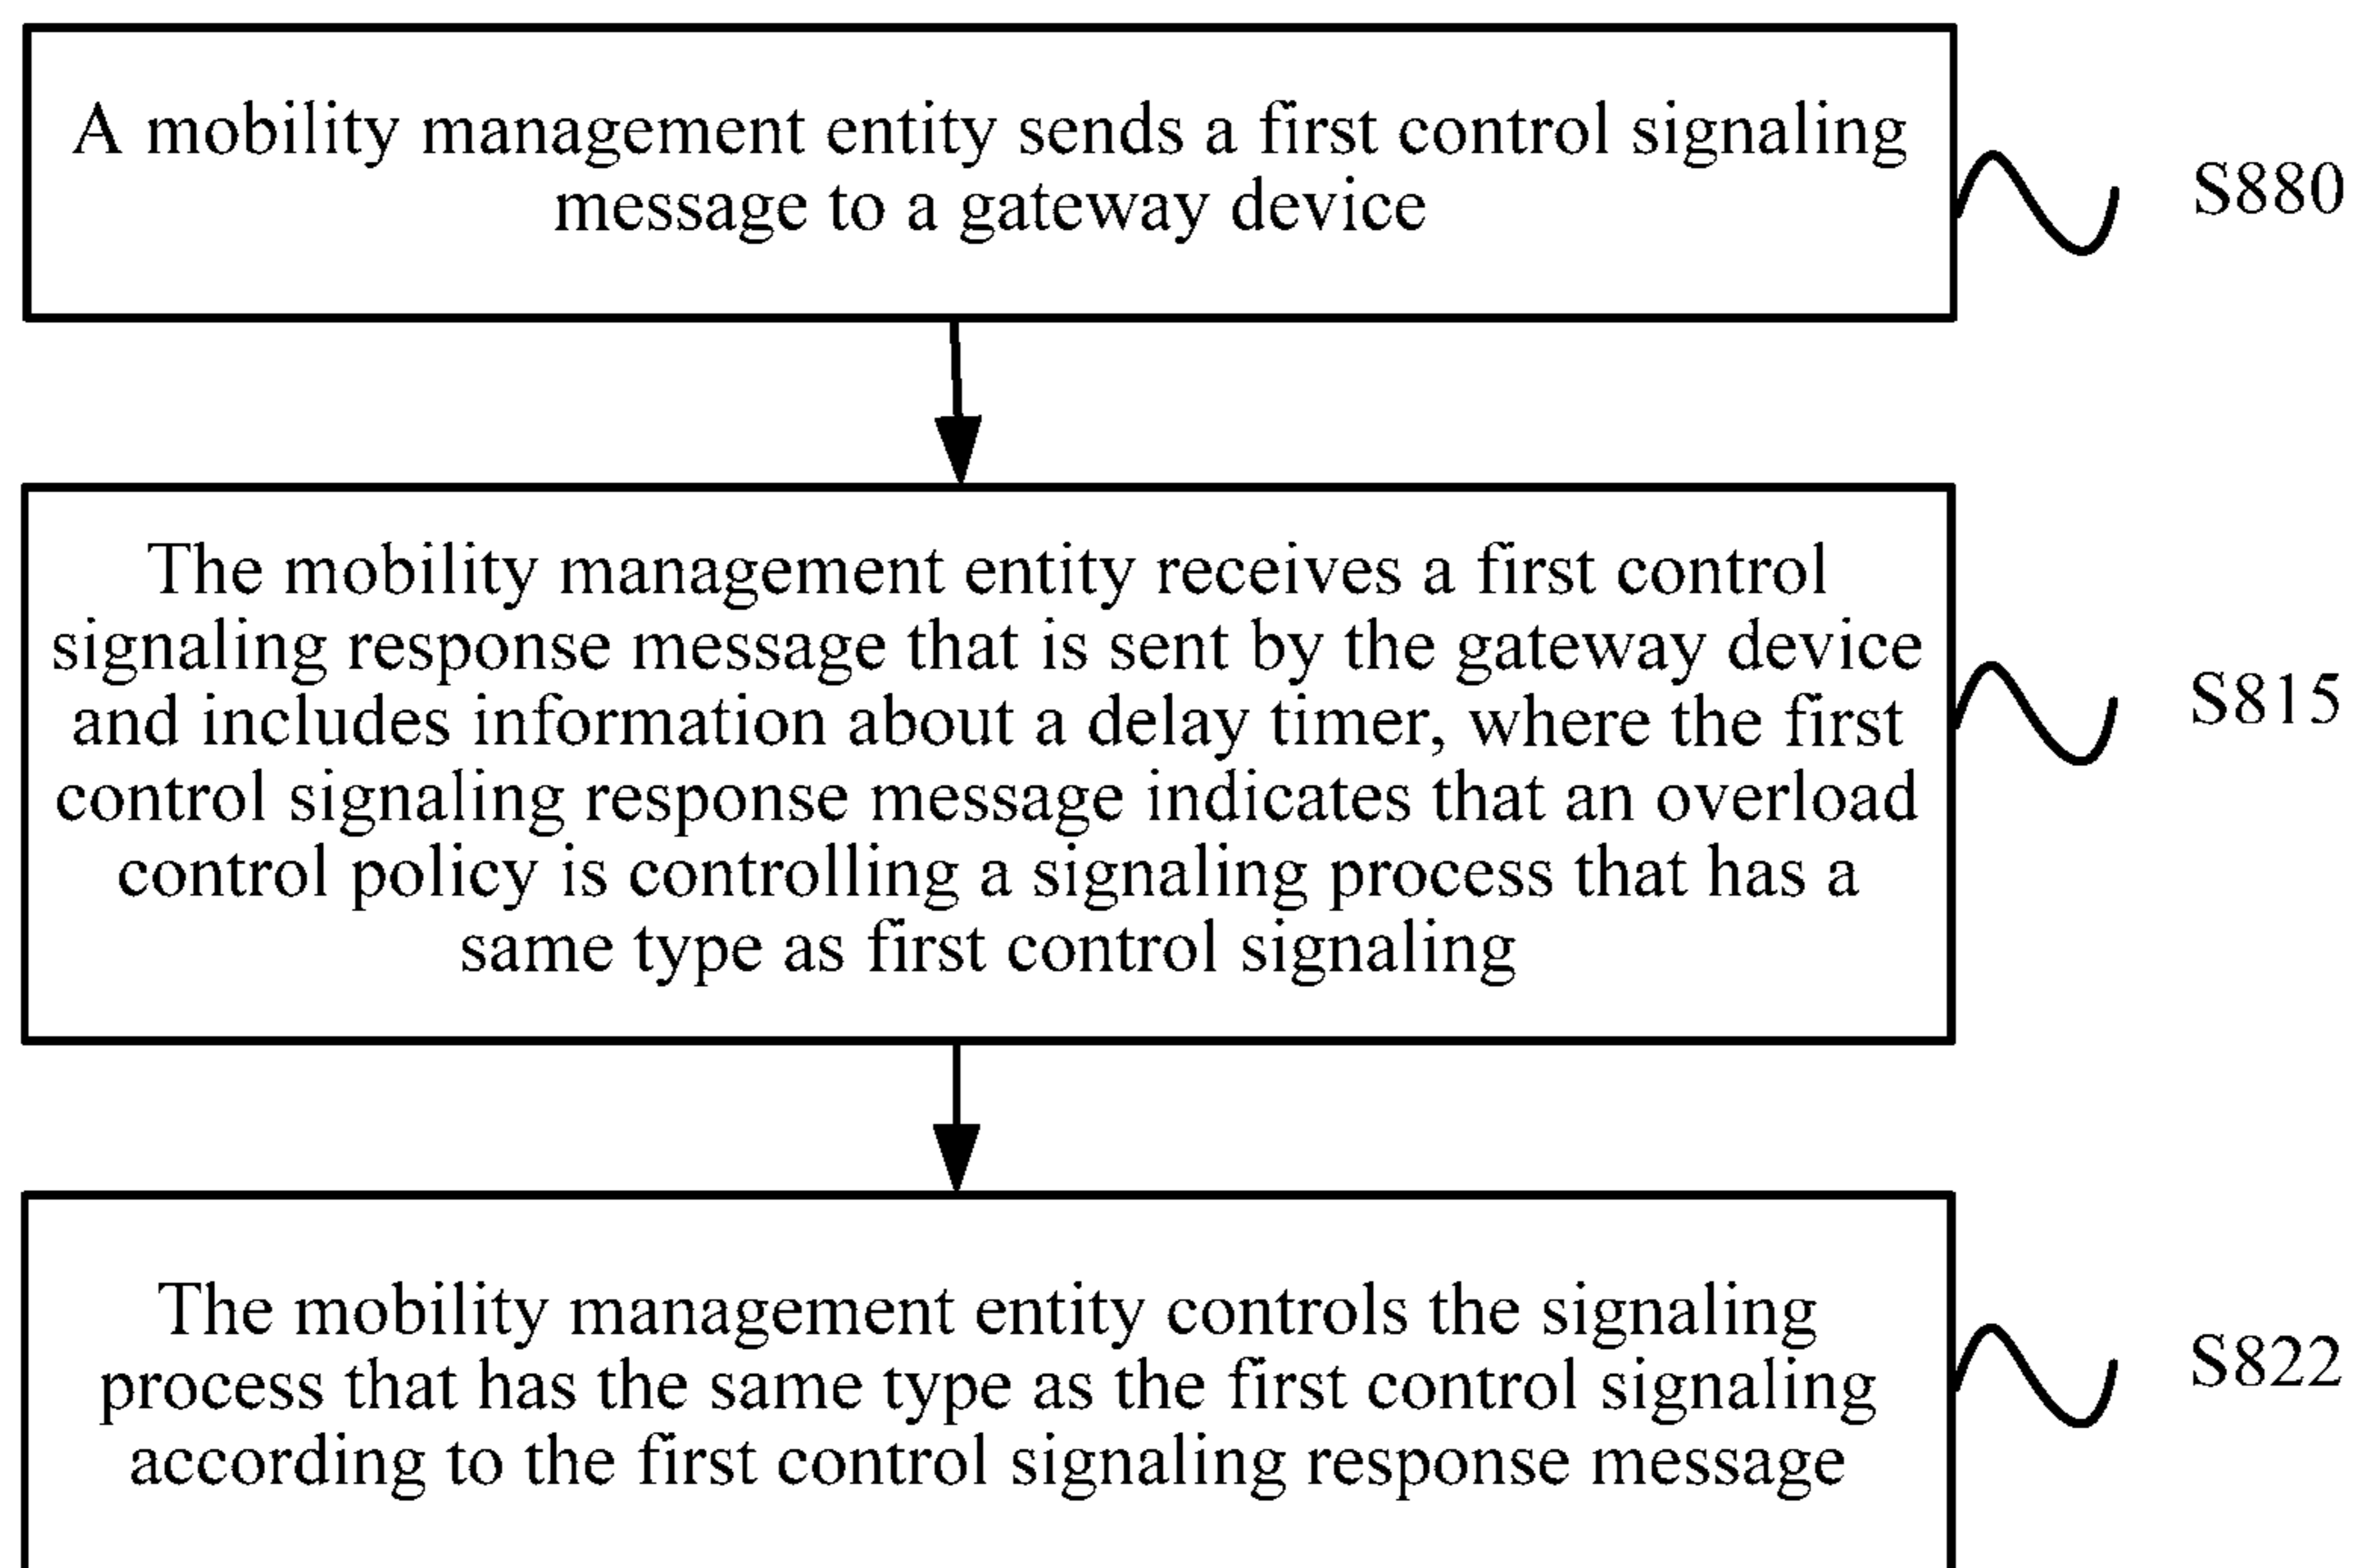 A mobility management entity sends a first control signaling
message to a gateway device
S880
The mobility management entity receives a first control
signaling response message that is sent by the gateway device
and includes information about a delay timer, where the first
control signaling response message indicates that an overload
control policy is controlling a signaling process that has a
same type as first control signaling
S815
The mobility management entity controls the signaling
process that has the same type as the first control signaling
according to the first control signaling response message
S822